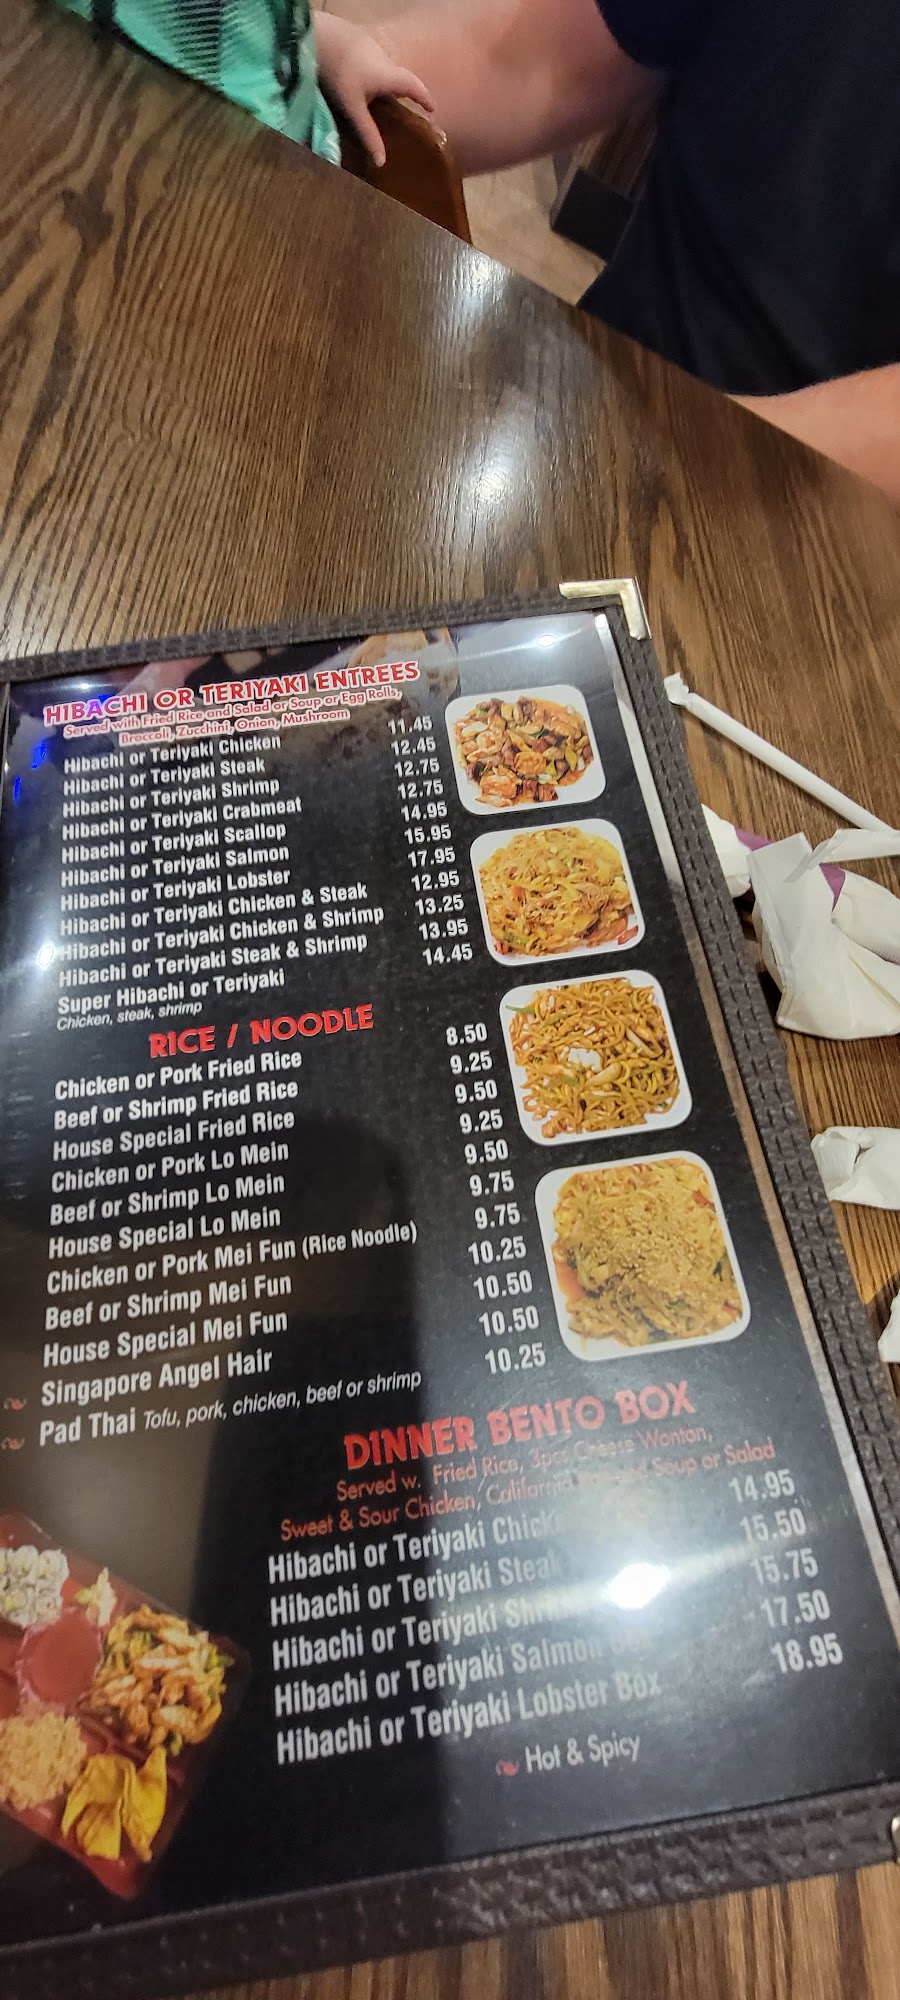 HIBACHI OR TERIYAKI ENTREES
Served with Fried Rice and Salad or Soup or Egg Rolls,
Broccoli, Zucchini, Onion, Mushroom
Hibachi or Teriyaki Chicken 11.45
Hibachi or Teriyaki Steak 12.45
Hibachi or Teriyaki Shrimp 12.75
Hibachi or Teriyaki Crabmeat 12.75
Hibachi or Teriyaki Scallop 14.95
Hibachi or Teriyaki Salmon 15.95
Hibachi or Teriyaki Lobster 17.95
Hibachi or Teriyaki Chicken & Steak 12.95
Hibachi or Teriyaki Chicken & Shrimp 13.25
Hibachi or Teriyaki Steak & Shrimp 13.95
Super Hibachi or Teriyaki 14.45
Chicken, steak, shrimp
RICE / NOODLE
Chicken or Pork Fried Rice 8.50
Beef or Shrimp Fried Rice 9.25
House Special Fried Rice 9.50
Chicken or Pork Lo Mein 9.25
Beef or Shrimp Lo Mein 9.50
House Special Lo Mein 9.75
Chicken or Pork Mei Fun (Rice Noodle) 9.75
Beef or Shrimp Mei Fun 10.25
House Special Mei Fun 10.50
Singapore Angel Hair 10.50
Pad Thai Tofu, pork, chicken, beef or shrimp 10.25
DINNER BENTO BOX
Served w. Fried Rice, 3pcs Cheese Wonton,
Sweet & Sour Chicken, California and Soup or Salad
Hibachi or Teriyaki 14.95
Hibachi or Teriyaki Steak 15.50
Hibachi or Teriyaki 15.75
Hibachi or Teriyaki Salmon 17.50
Hibachi or Teriyaki Lobster Box 18.95
Hot & Spicy